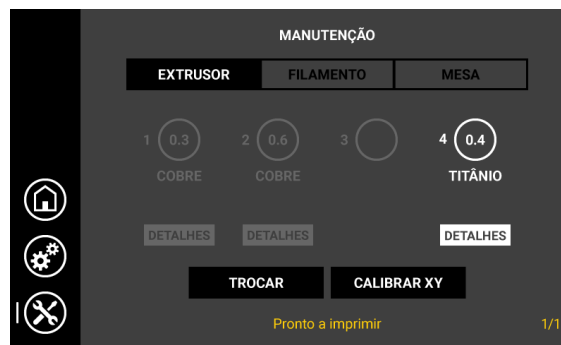 MANUTENÇÃO
EXTRUSOR FILAMENTO MESA
1 0.3 2 0.6 3 4 0.4
COBRE COBRE TITÂNIO
DETALHES DETALHES DETALHES
TROCAR CALIBRAR XY
Pronto a imprimir 1/1